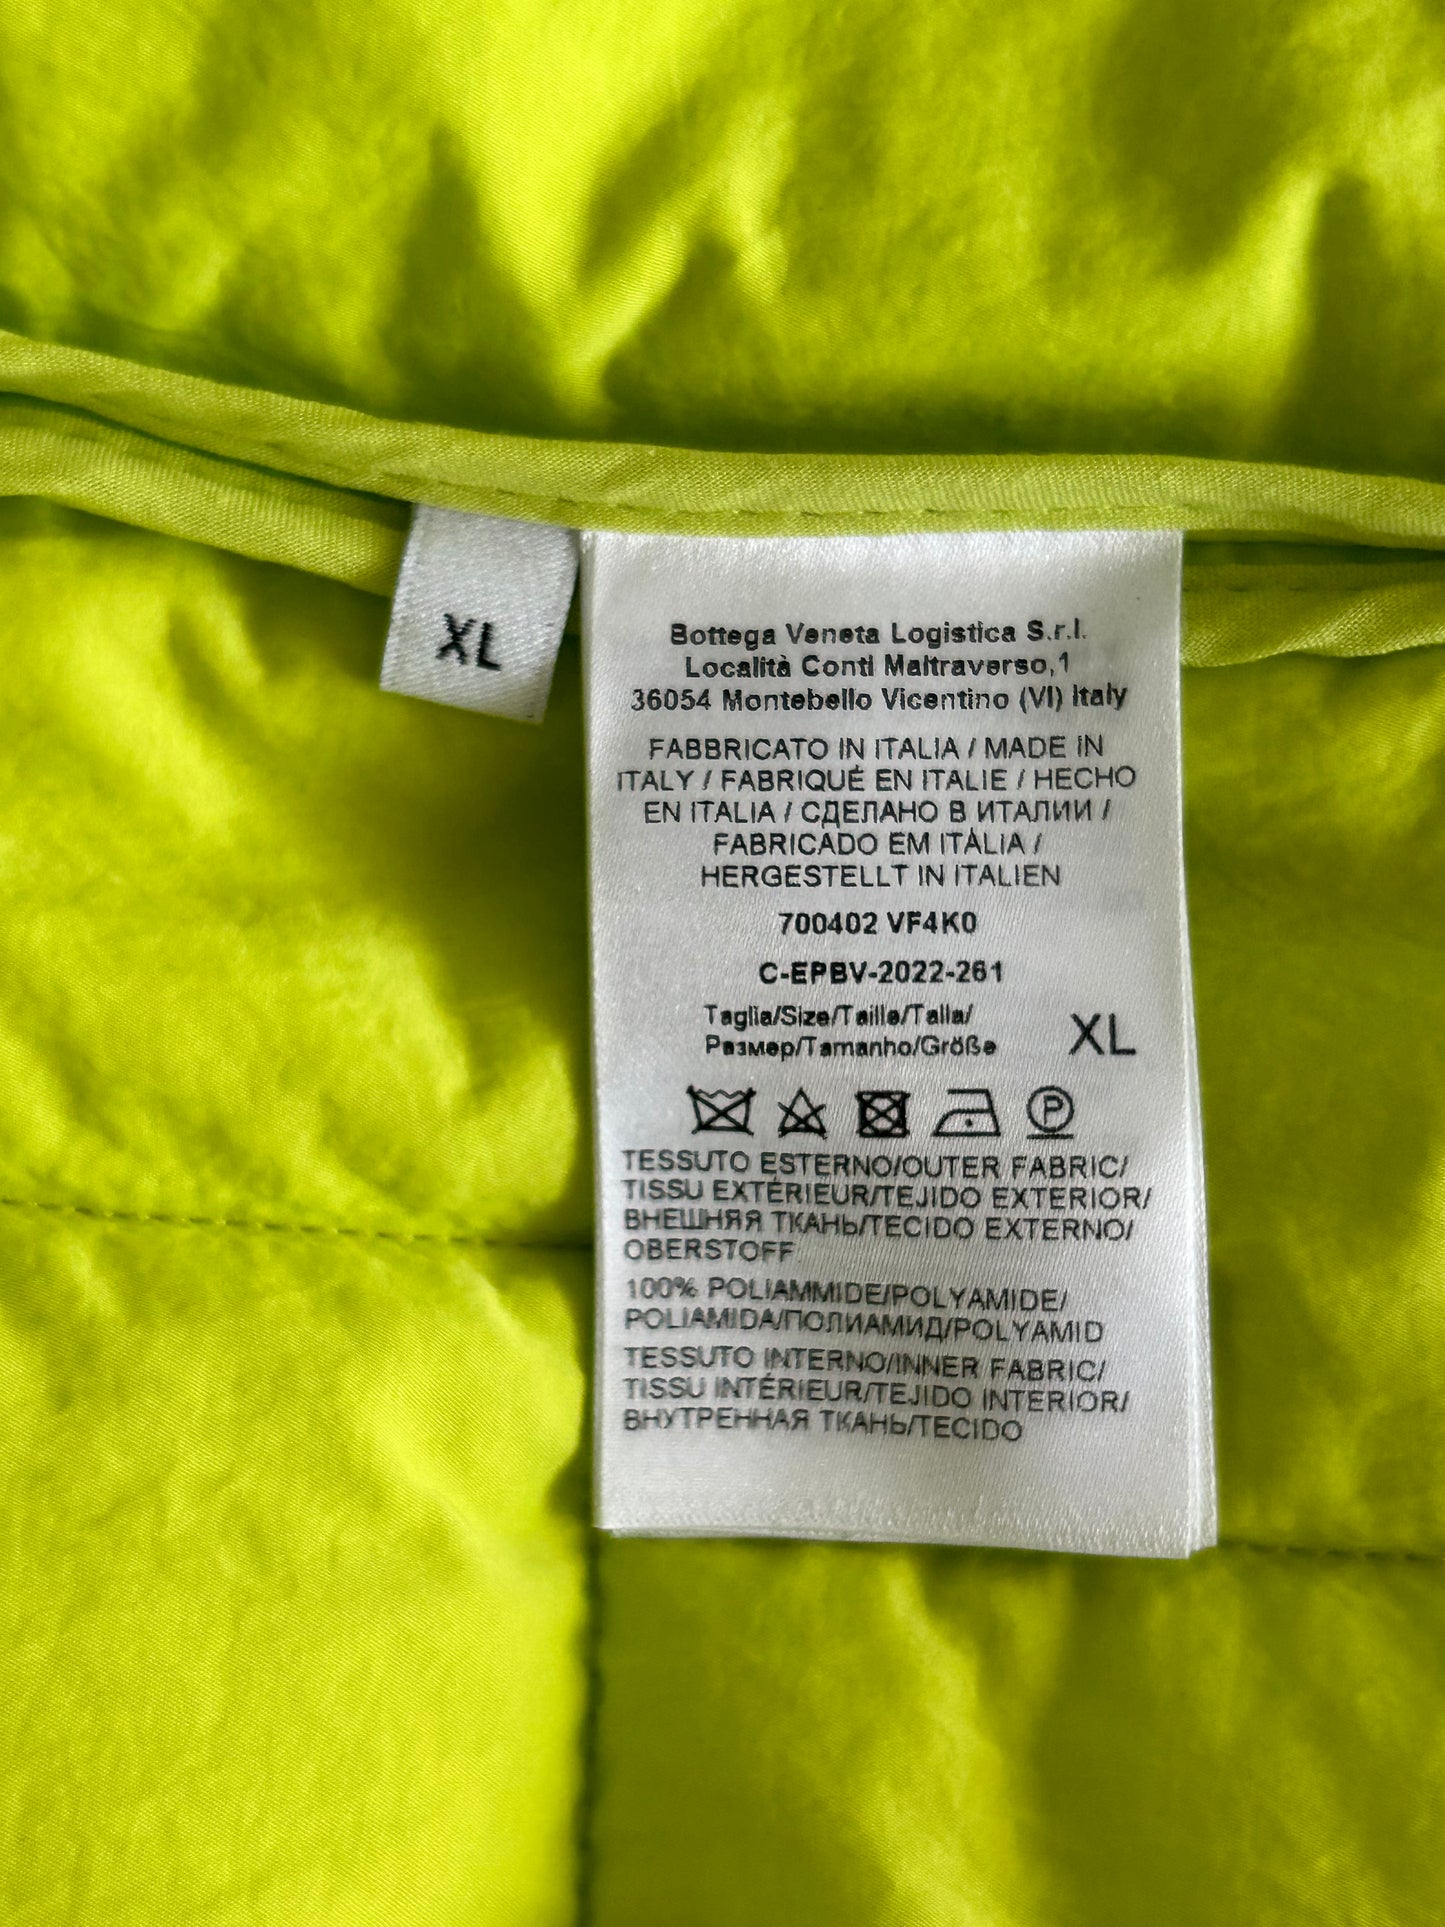 XL
Bottega Veneta Logistica S.r.l.
Località Conti Maltraverso,1
36054 Montebello Vicentino (VI) Italy
FABBRICATO IN ITALIA / MADE IN
ITALY / FABRIQUÉ EN ITALIE / HECHO
EN ITALIA / СДЕЛАНО В ИТАЛИИ /
FABRICADO EM ITÁLIA /
HERGESTELLT IN ITALIEN
700402 VF4K0
C-EPBV-2022-261
Taglia/Size/Taille/Talla/
Размер/Tamanho/Größe XL
P
TESSUTO ESTERNO/OUTER FABRIC/
TISSU EXTÉRIEUR/TEJIDO EXTERIOR/
ВНЕШНЯЯ ТКАНЬ/TECIDO EXTERNO/
OBERSTOFF:
100% POLIAMMIDE/POLYAMIDE/
POLIAMIDA/ПОЛИАМИД/POLYAMID
TESSUTO INTERNO/INNER FABRIC/
TISSU INTÉRIEUR/TEJIDO INTERIOR/
ВНУТРЕННАЯ ТКАНЬ/TECIDO